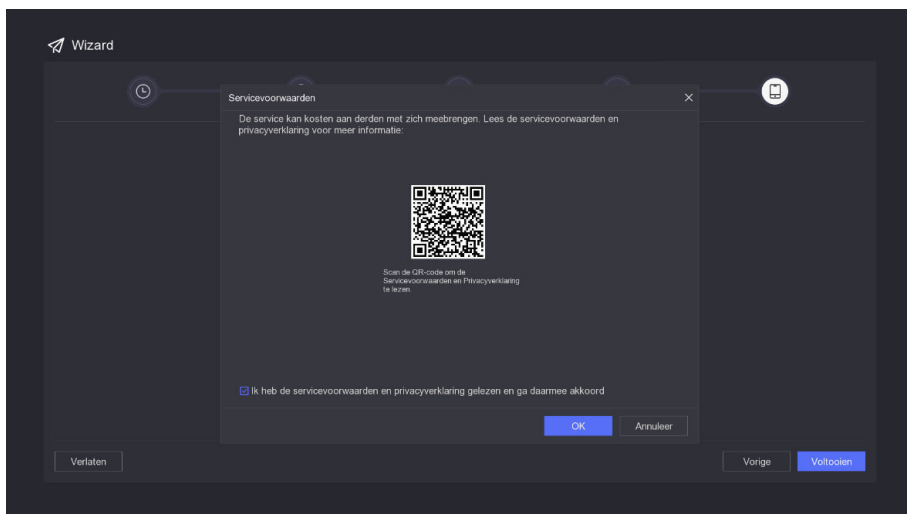 Wizard
Servicevoorwaarden
De service kan kosten aan derden met zich meebrengen. Lees de servicevoorwaarden en
privacyverklaring voor meer informatie:
Scan de QR-code om de
Servicevoorwaarden en Privacyverklaring
te lezen.
Ik heb de servicevoorwaarden en privacyverklaring gelezen en ga daarmee akkoord
OK Annuleer
Verlaten Vorige Voltooien